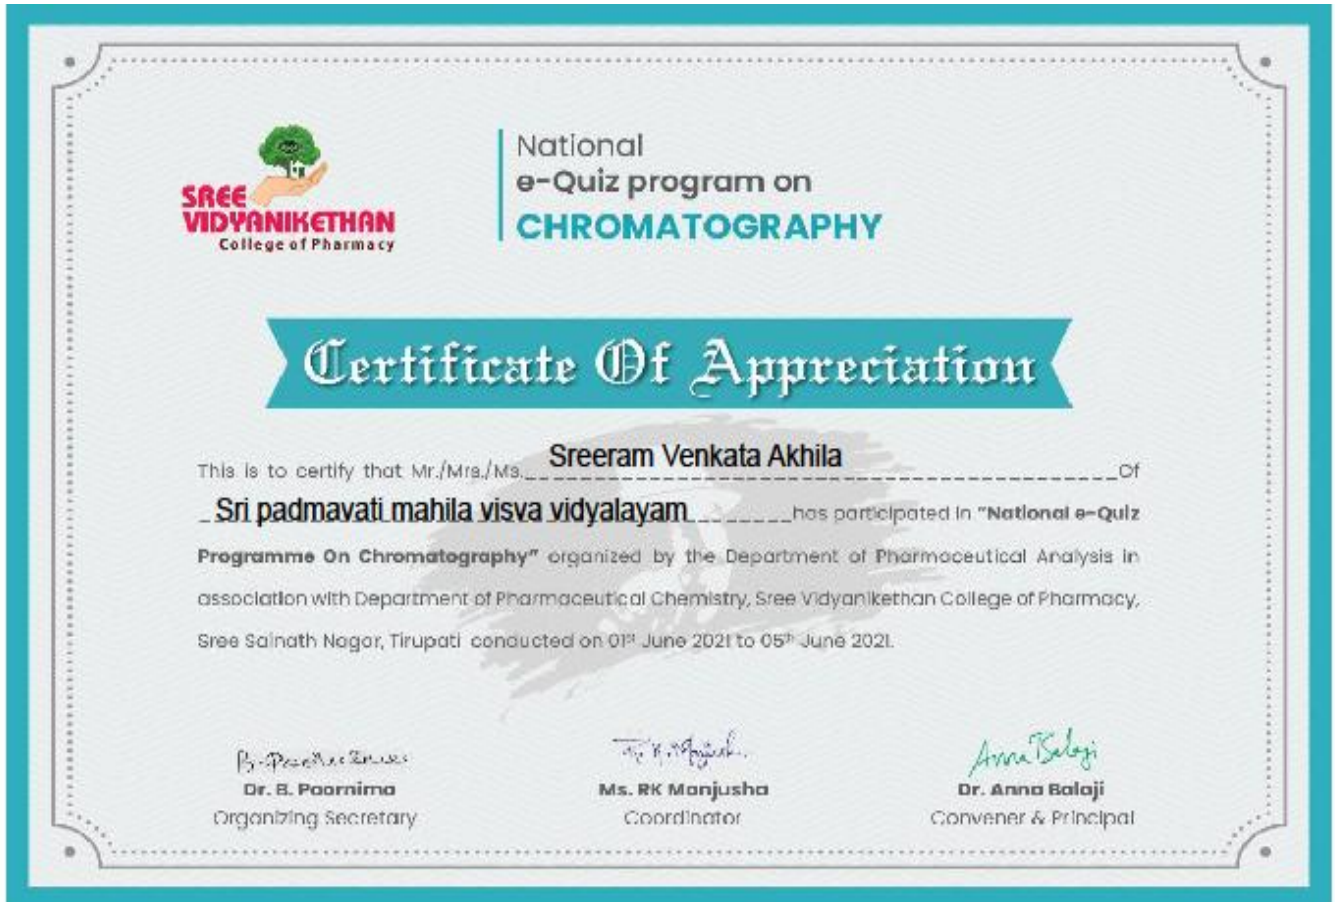 SREE
VIDYANIKETHAN
College of Pharmacy
National
e-Quiz program on
CHROMATOGRAPHY
Certificate Of Appreciation
This is to certify that Mr./Mrs./Ms. Sreeram Venkata Akhila Of
Sri padmavati mahila visva vidyalayam has participated in "National e-Quiz
Programme On Chromatography" organized by the Department of Pharmaceutical Analysis in
association with Department of Pharmaceutical Chemistry, Sree Vidyanikethan College of Pharmacy,
Sree Sainath Nagar, Tirupati conducted on 01st June 2021 to 05th June 2021.
Anna Balaji
Dr. B. Poornima
Ms. RK Manjusha
Dr. Anna Balaji
Organizing Secretary
Coordinator
Convener & Principal